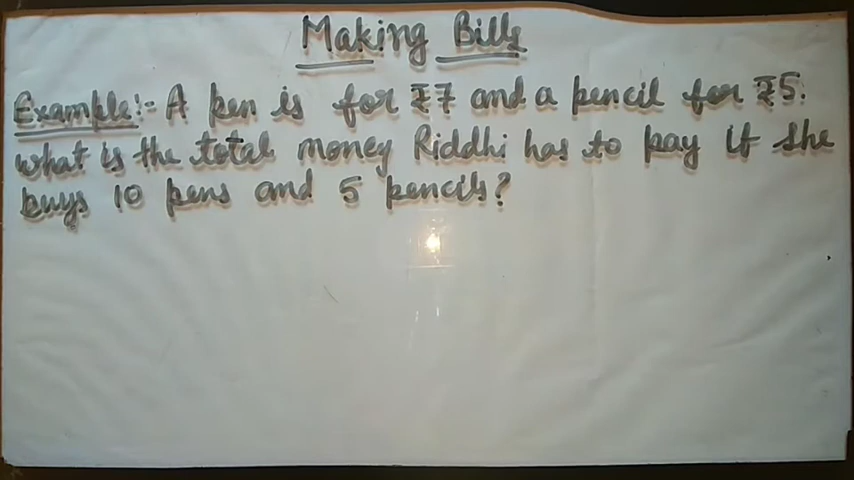 Making Bills
Example:- A pen is for ₹7 and a pencil for ₹5.
what is the total money Riddhi has to pay if she
buys 10 pens and 5 pencils?